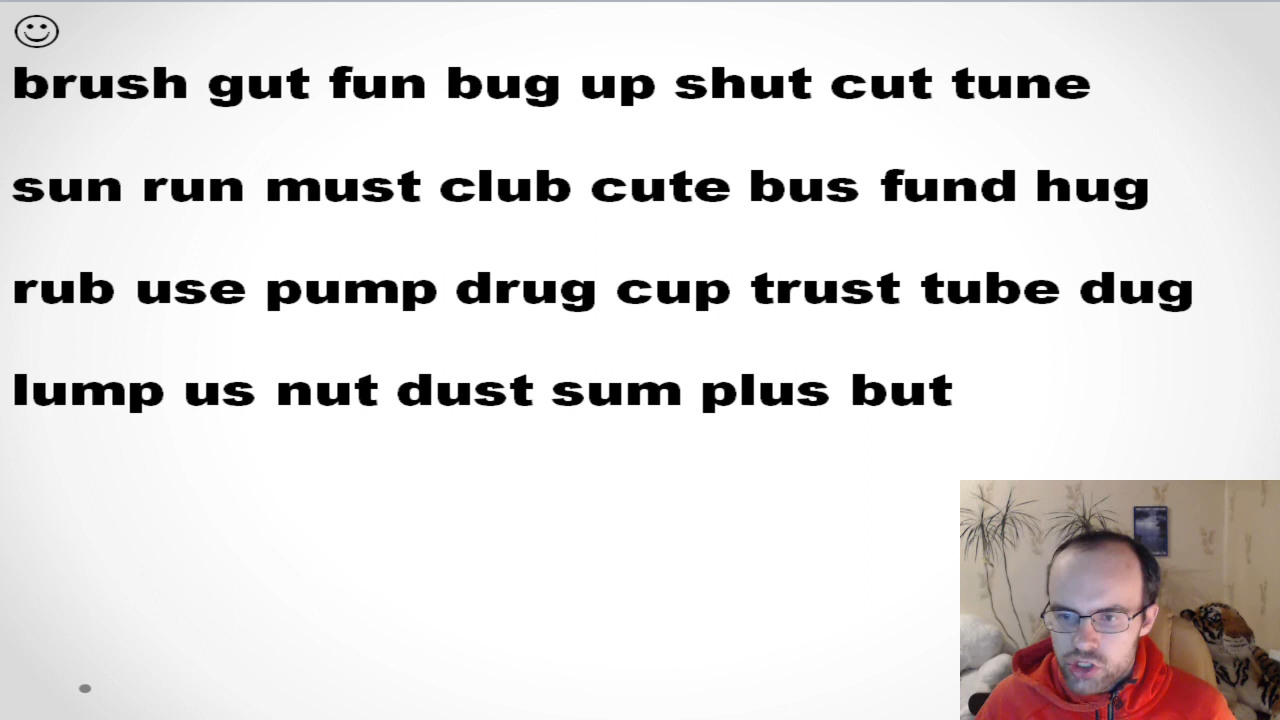 brush gut fun bug up shut cut tune
sun run must club cute bus fund hug
rub use pump drug cup trust tube dug
lump us nut dust sum plus but